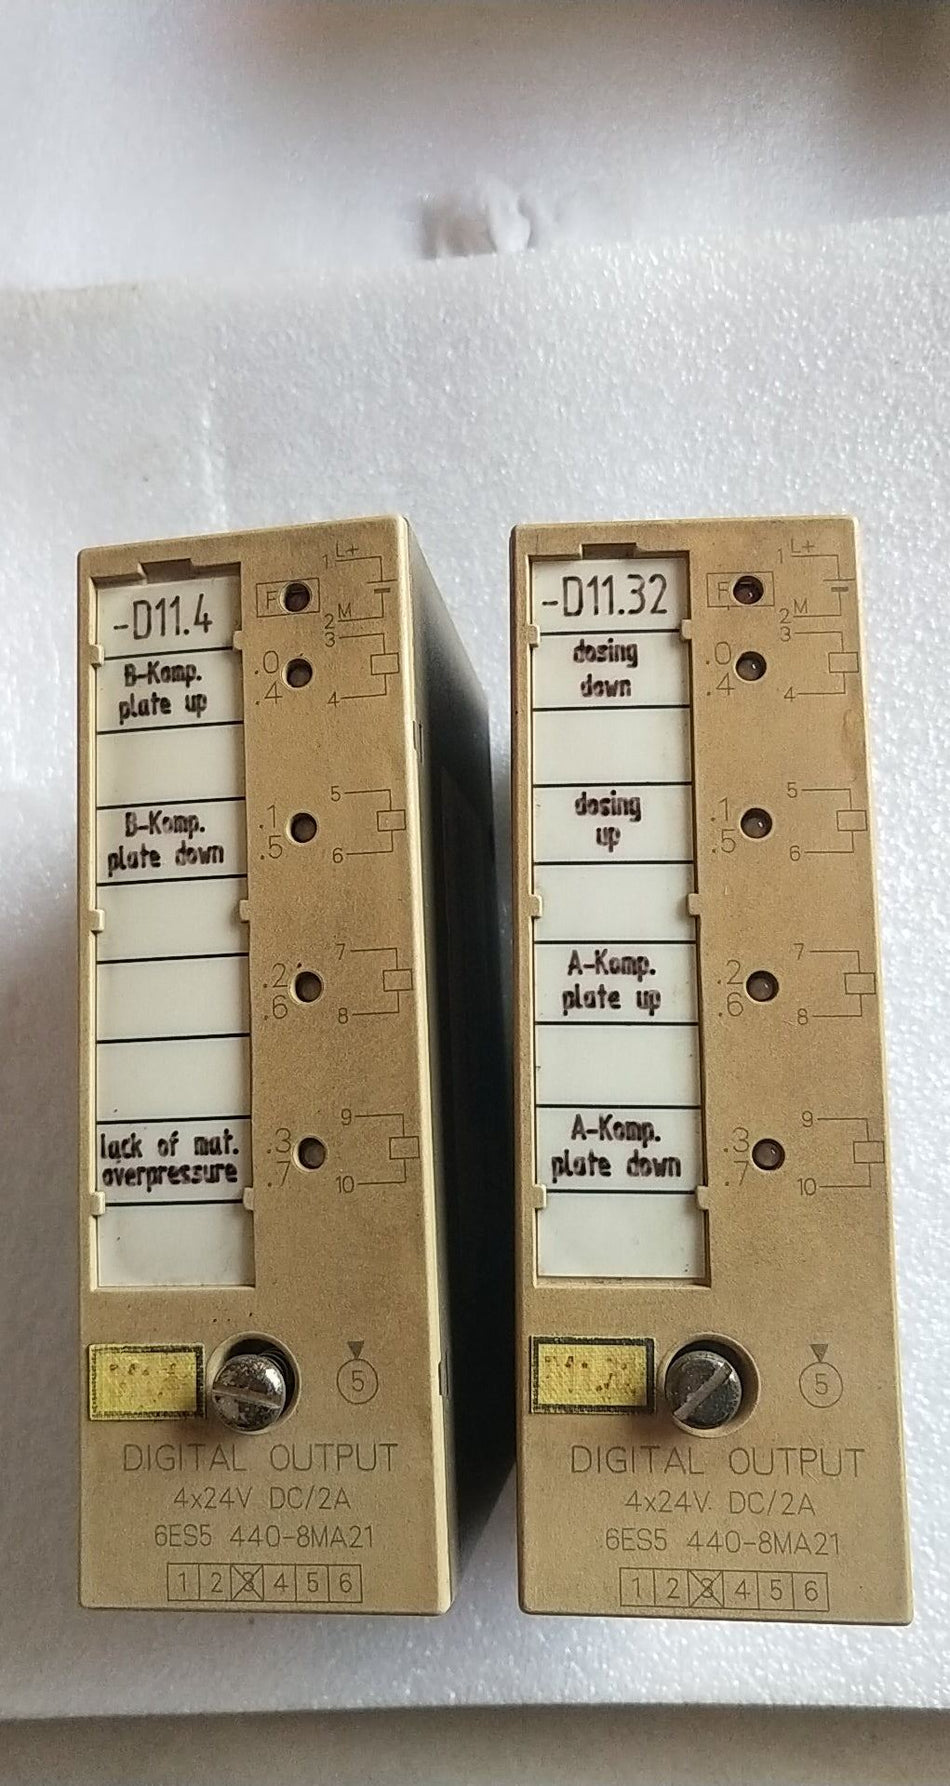 -D11.4
B-Komp.
plate up
B-Komp.
plate down
lack of mat.
overpressure
F
1 L+
2 M
3
.0
.4
4
5
.1
.5
6
7
.2
.6
8
9
.3
.7
10
5
DIGITAL OUTPUT
4x24V DC/2A
6ES5 440-8MA21
1 2 3 4 5 6
-D11.32
dosing
down
dosing
up
A-Komp.
plate up
A-Komp.
plate down
F
1 L+
2 M
3
.0
.4
4
5
.1
.5
6
7
.2
.6
8
9
.3
.7
10
5
DIGITAL OUTPUT
4x24V DC/2A
6ES5 440-8MA21
1 2 3 4 5 6